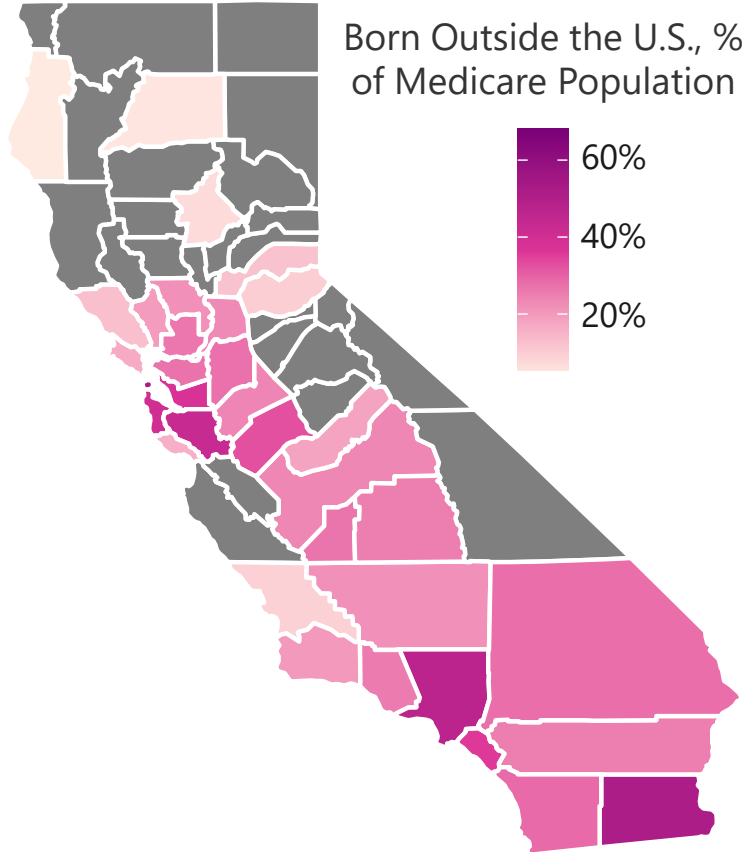 Born Outside the U.S., %
of Medicare Population
60%
40%
20%